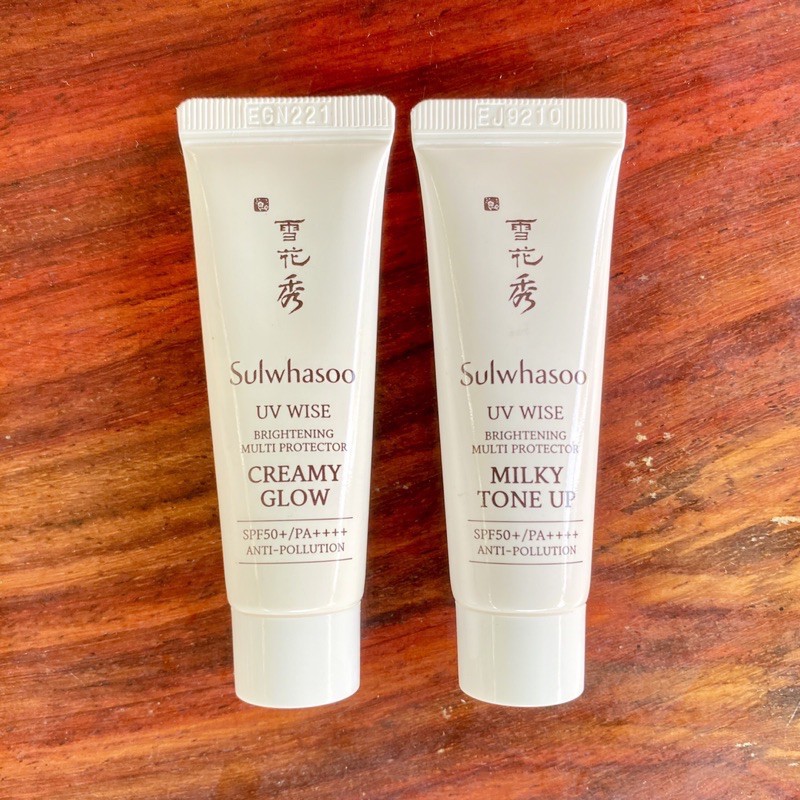 EGN221
雪
花
秀
Sulwhasoo
UV WISE
BRIGHTENING
MULTI PROTECTOR
CREAMY
GLOW
SPF50+/PA++++
ANTI-POLLUTION
EJ9210
雪
花
秀
Sulwhasoo
UV WISE
BRIGHTENING
MULTI PROTECTOR
MILKY
TONE UP
SPF50+/PA++++
ANTI-POLLUTION